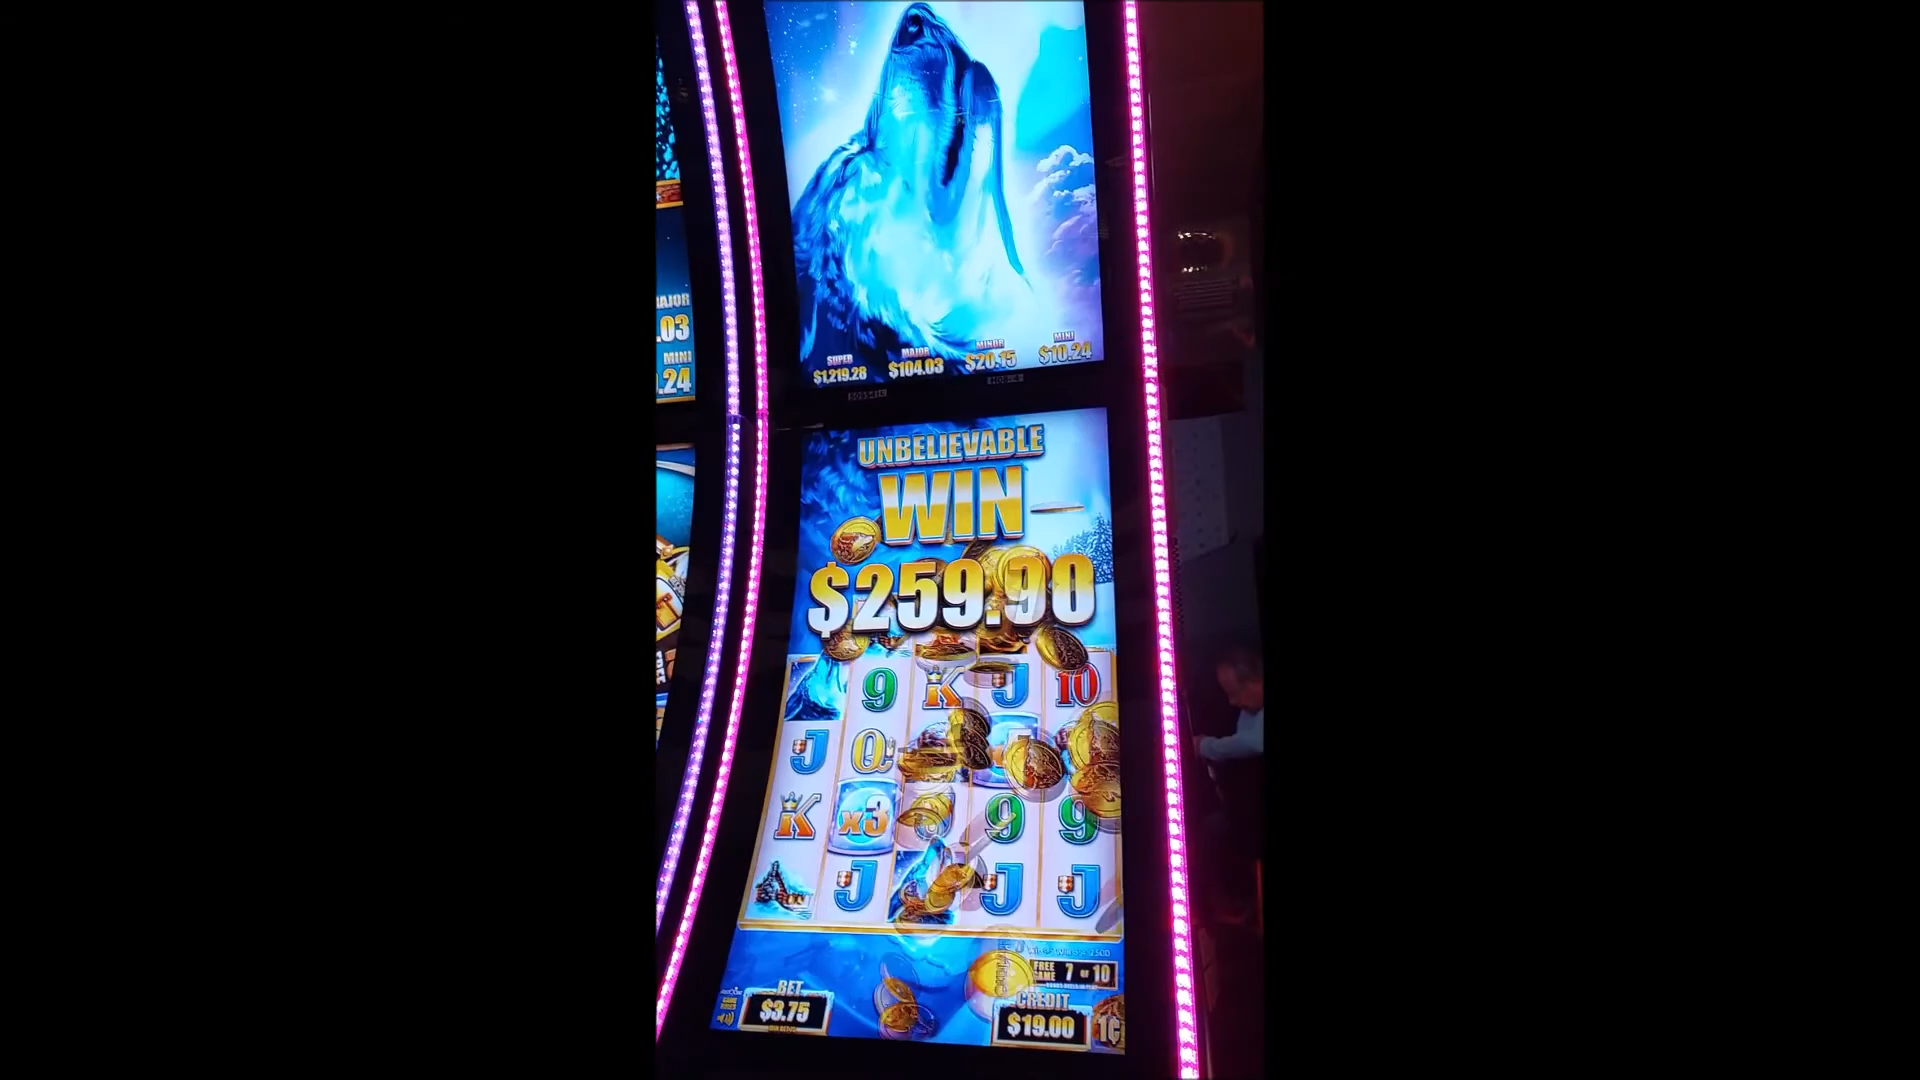 AJOR
.03
MINI
.24
SUPER
$1,219.28
MAJOR
$104.03
MINOR
$20.15
MINI
$10.24
UNBELIEVABLE
WIN
$259.90
9 K J 10
J Q
K x3 9 9
J J J
FREE GAME 7 OF 10
BET
$3.75
GAME RULES
CREDIT
$19.00
1¢